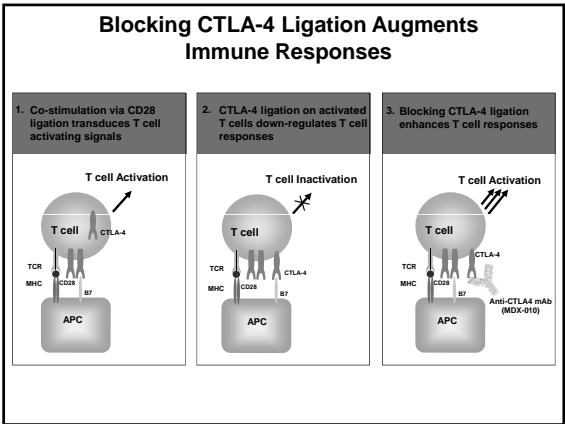 Blocking CTLA-4 Ligation Augments
Immune Responses
1. Co-stimulation via CD28
ligation transduces T cell
activating signals
T cell Activation
T cell
CTLA-4
TCR
MHC
CD28
B7
APC
2. CTLA-4 ligation on activated
T cells down-regulates T cell
responses
T cell Inactivation
T cell
TCR
CTLA-4
MHC
CD28
B7
APC
3. Blocking CTLA-4 ligation
enhances T cell responses
T cell Activation
T cell
CTLA-4
TCR
MHC
CD28
B7
Anti-CTLA4 mAb
(MDX-010)
APC